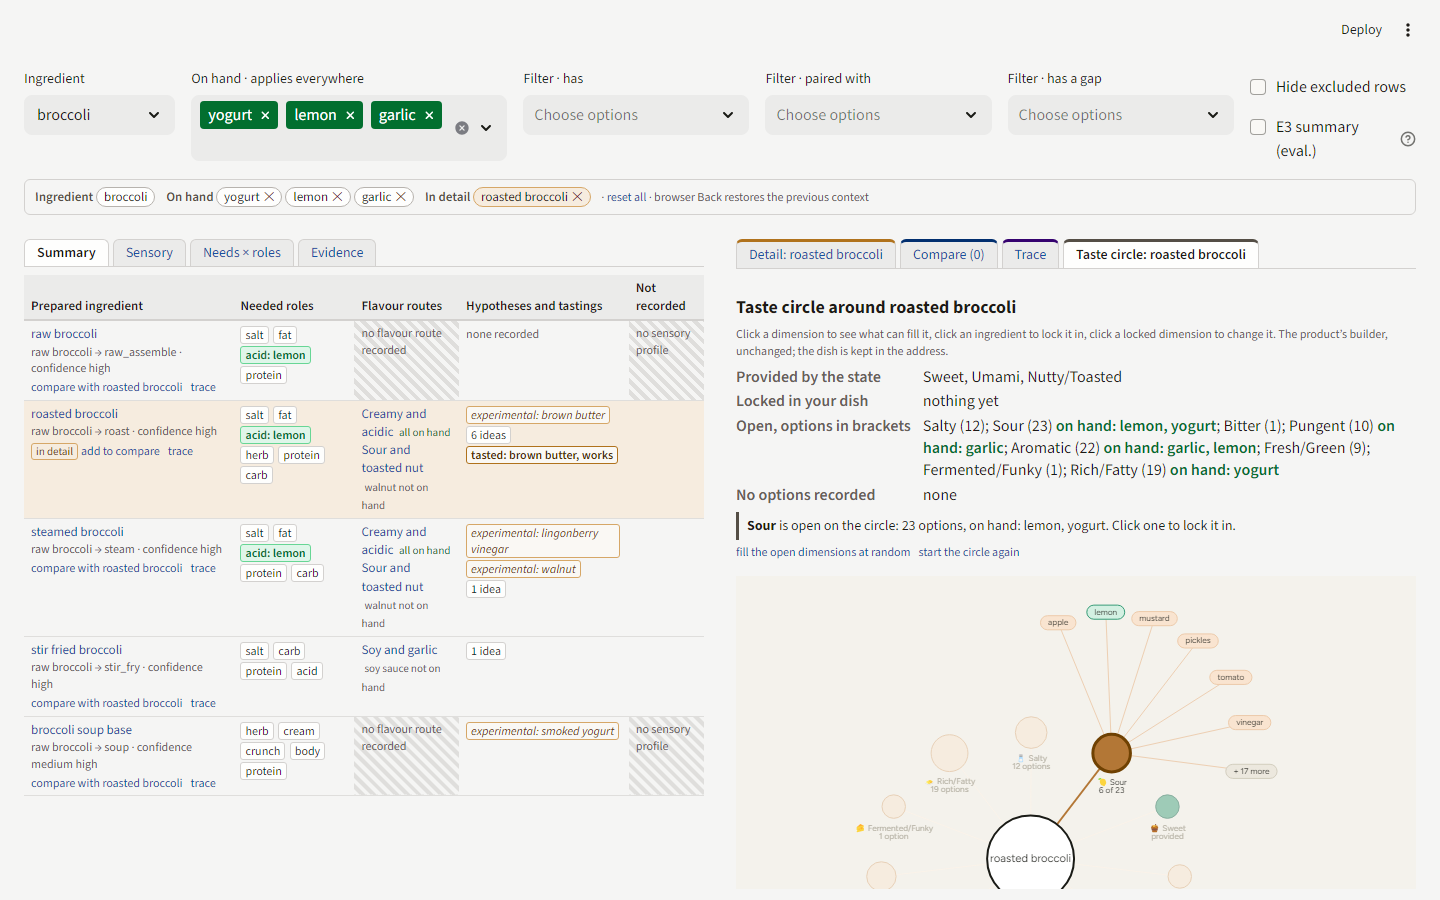 Deploy
Ingredient
On hand · applies everywhere
Filter · has
Filter · paired with
Filter · has a gap
broccoli
yogurt ×
lemon ×
garlic ×
Choose options
Choose options
Choose options
Hide excluded rows
E3 summary
(eval.)
Ingredient broccoli On hand yogurt × lemon × garlic × In detail roasted broccoli × · reset all · browser Back restores the previous context
Summary
Sensory
Needs × roles
Evidence
Prepared ingredient
Needed roles
Flavour routes
Hypotheses and tastings
Not
recorded
raw broccoli
raw broccoli → raw_assemble ·
confidence high
compare with roasted broccoli trace
salt fat
acid: lemon
protein
no flavour route
recorded
none recorded
no sensory
profile
roasted broccoli
raw broccoli → roast · confidence high
in detail add to compare trace
salt fat
acid: lemon
herb protein
carb
Creamy and
acidic all on hand
Sour and
toasted nut
walnut not on
hand
experimental: brown butter
6 ideas
tasted: brown butter, works
steamed broccoli
raw broccoli → steam · confidence high
compare with roasted broccoli trace
salt fat
acid: lemon
protein carb
Creamy and
acidic all on hand
Sour and
toasted nut
walnut not on
hand
experimental: lingonberry
vinegar
experimental: walnut
1 idea
stir fried broccoli
raw broccoli → stir_fry · confidence
high
compare with roasted broccoli trace
salt carb
protein acid
Soy and garlic
soy sauce not on
hand
1 idea
broccoli soup base
raw broccoli → soup · confidence
medium high
compare with roasted broccoli trace
herb cream
crunch body
protein
no flavour route
recorded
experimental: smoked yogurt
no sensory
profile
Detail: roasted broccoli
Compare (0)
Trace
Taste circle: roasted broccoli
Taste circle around roasted broccoli
Click a dimension to see what can fill it, click an ingredient to lock it in, click a locked dimension to change it. The product's builder,
unchanged; the dish is kept in the address.
Provided by the state Sweet, Umami, Nutty/Toasted
Locked in your dish nothing yet
Open, options in brackets Salty (12); Sour (23) on hand: lemon, yogurt; Bitter (1); Pungent (10) on
hand: garlic; Aromatic (22) on hand: garlic, lemon; Fresh/Green (9);
Fermented/Funky (1); Rich/Fatty (19) on hand: yogurt
No options recorded none
Sour is open on the circle: 23 options, on hand: lemon, yogurt. Click one to lock it in.
fill the open dimensions at random start the circle again
apple
lemon
mustard
pickles
tomato
vinegar
+ 17 more
Salty
12 options
Rich/Fatty
19 options
Sour
6 of 23
Fermented/Funky
1 option
Sweet
provided
roasted broccoli